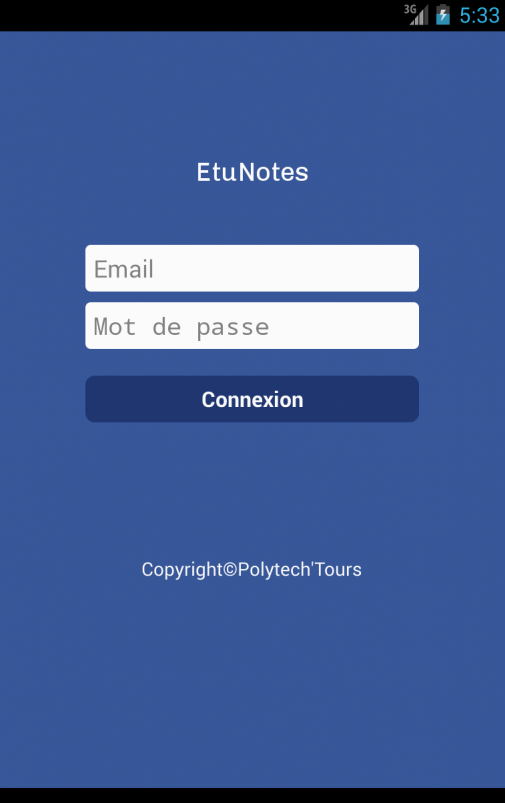 3G 5:33
EtuNotes
Email
Mot de passe
Connexion
Copyright©Polytech'Tours